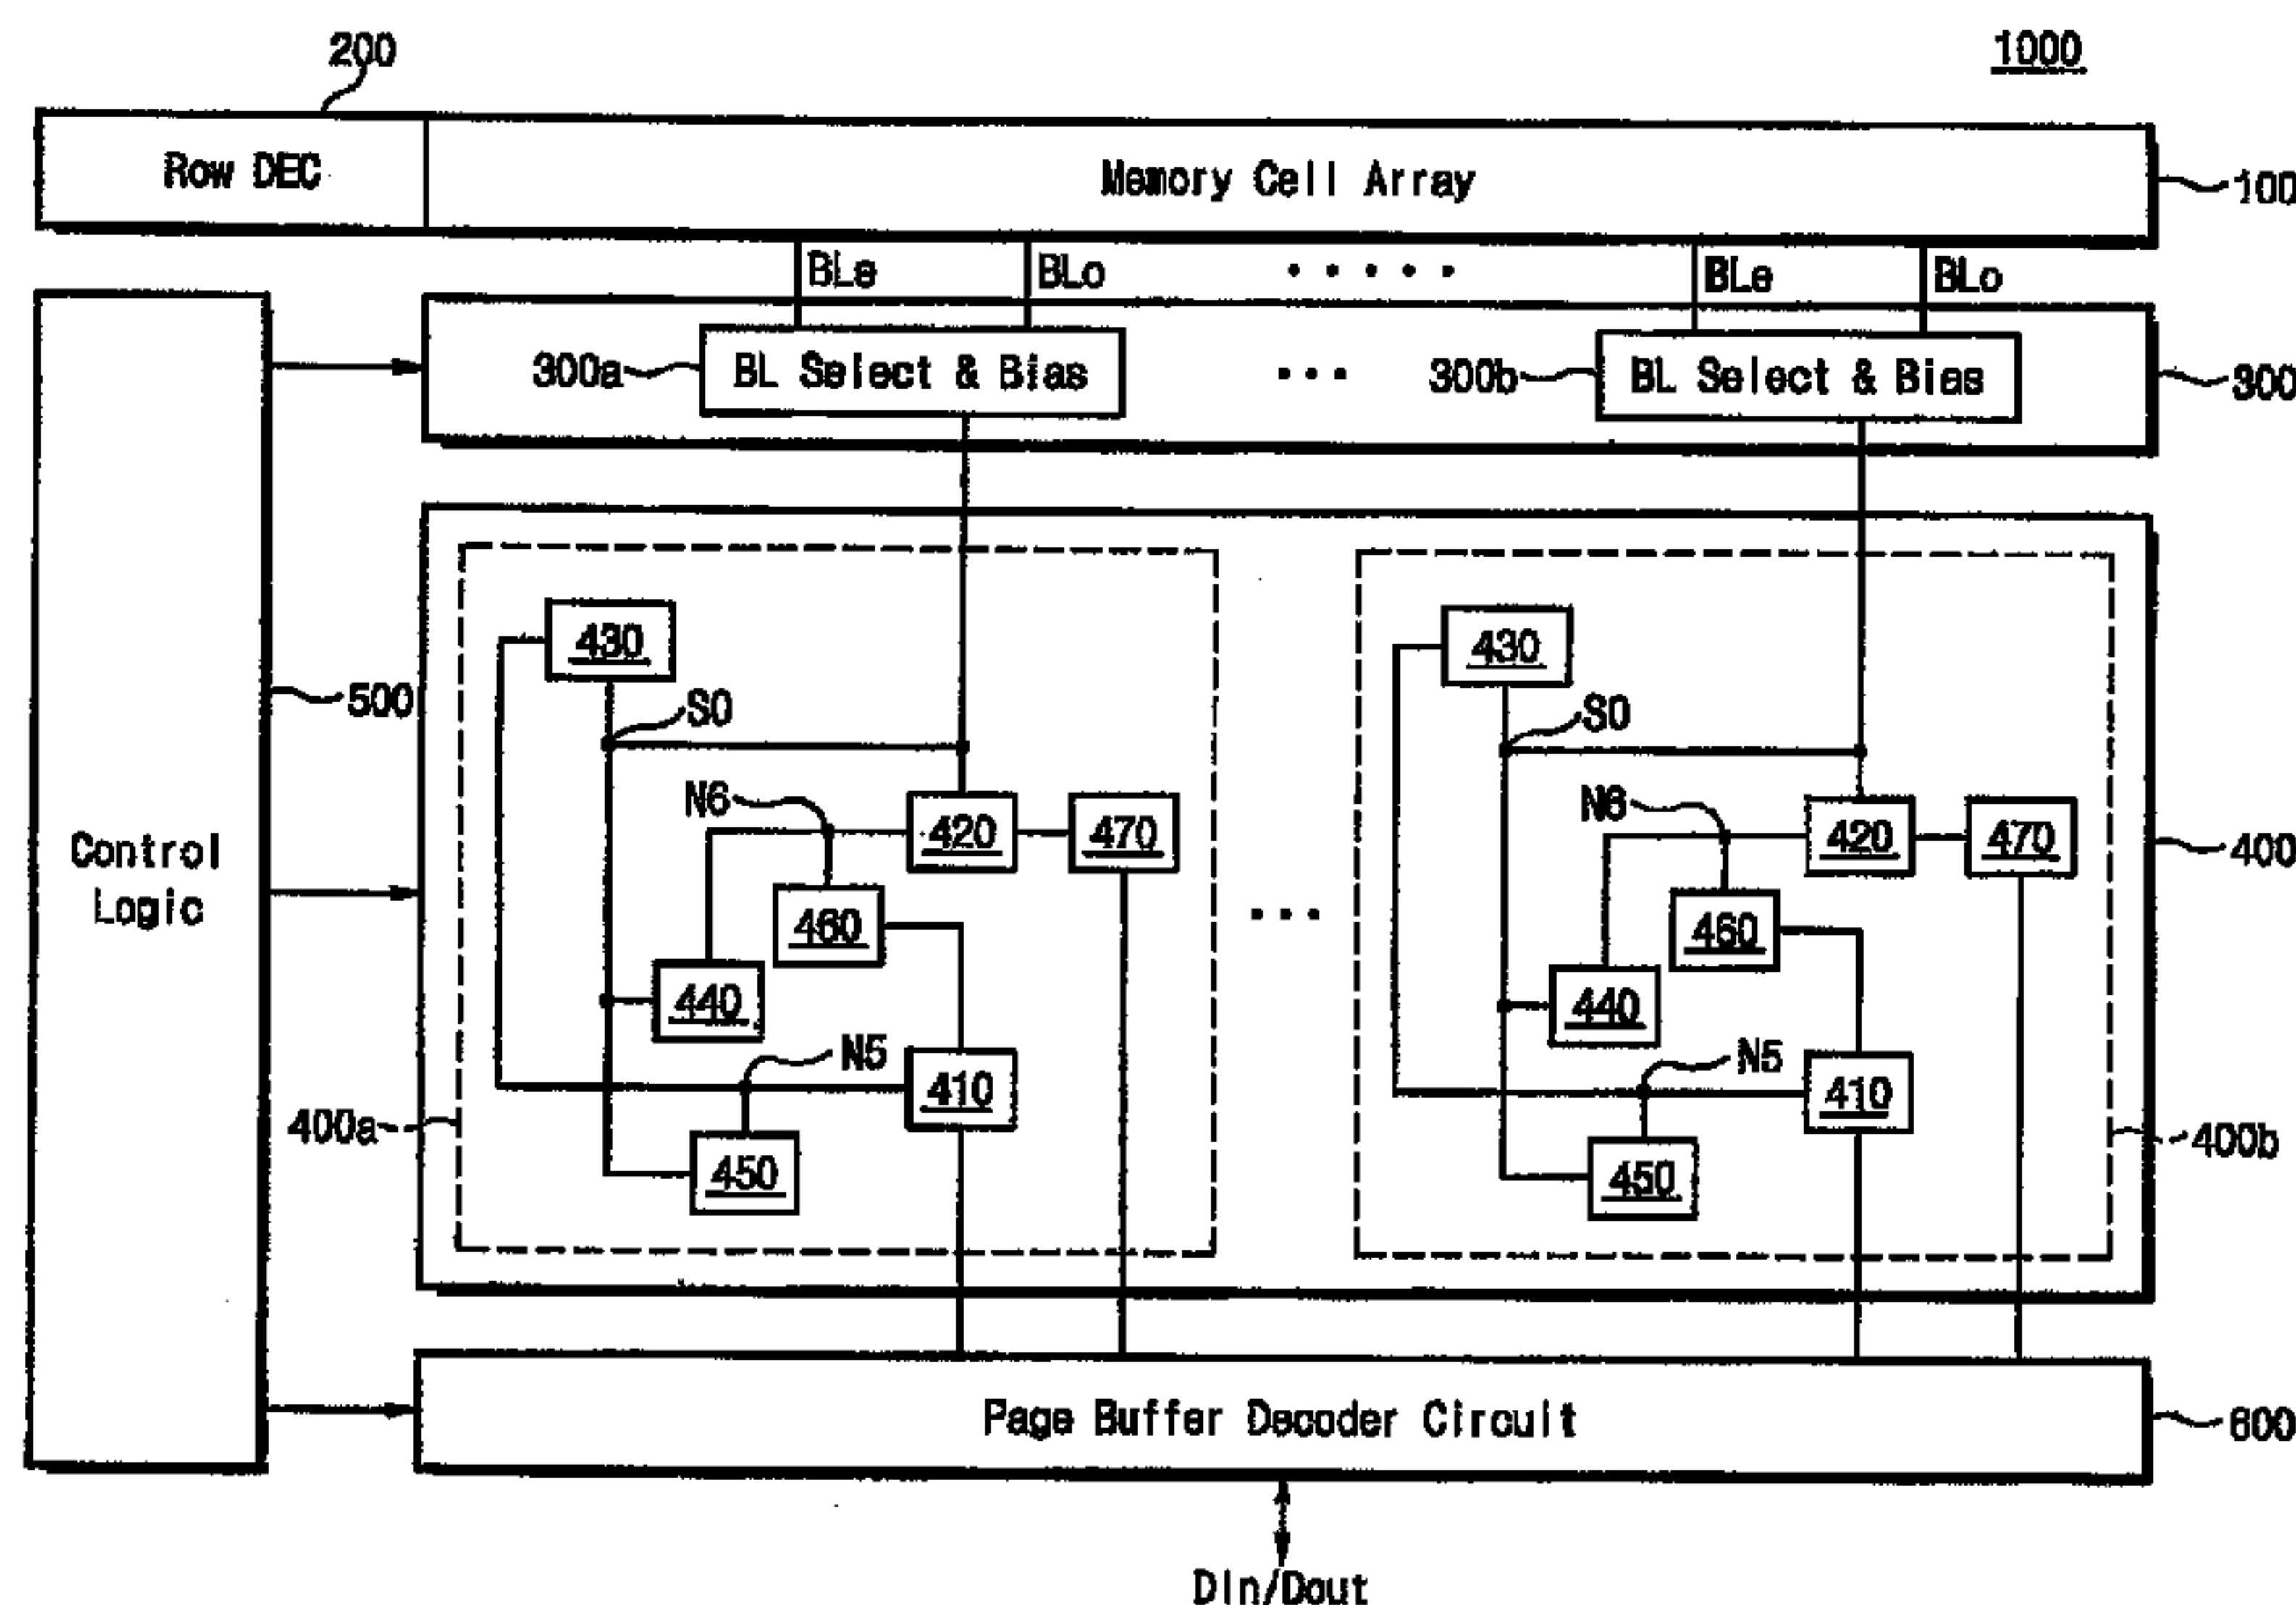 200
1000
Row DEC
Memory Cell Array
100
BLe
BLo
BLe
BLo
300a
BL Select & Bias
300b
BL Select & Bias
300
430
430
500
S0
S0
N6
420
470
N6
420
470
Control
Logic
400
460
460
440
440
N5
410
N5
410
400a
450
450
400b
Page Buffer Decoder Circuit
600
DIn/Dout